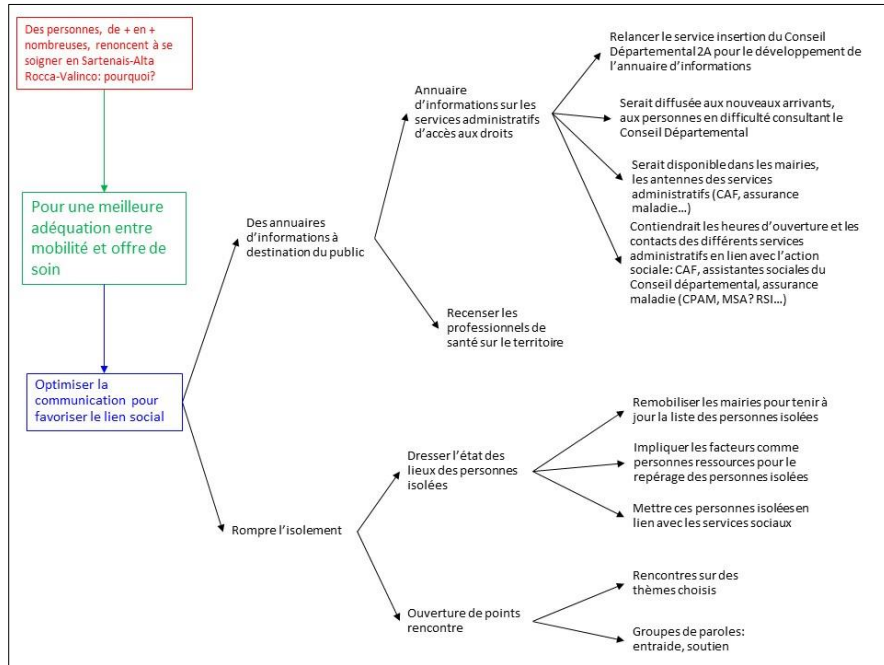 Des personnes, de + en +
nombreuses, renoncent à se
soigner en Sartenais-Alta
Rocca-Valinco: pourquoi?
Pour une meilleure
adéquation entre
mobilité et offre de
soin
Optimiser la
communication pour
favoriser le lien social
Des annuaires
d'informations à
destination du public
Annuaire
d'informations sur les
services administratifs
d'accès aux droits
Relancer le service insertion du Conseil
Départemental 2A pour le développement de
l'annuaire d'informations
Serait diffusée aux nouveaux arrivants,
aux personnes en difficulté consultant le
Conseil Départemental
Serait disponible dans les mairies,
les antennes des services
administratifs (CAF, assurance
maladie...)
Contiendrait les heures d'ouverture et les
contacts des différents services
administratifs en lien avec l'action
sociale: CAF, assistantes sociales du
Conseil départemental, assurance
maladie (CPAM, MSA? RSI...)
Recenser les
professionnels de
santé sur le territoire
Rompre l'isolement
Dresser l'état des
lieux des personnes
isolées
Remobiliser les mairies pour tenir à
jour la liste des personnes isolées
Impliquer les facteurs comme
personnes ressources pour le
repérage des personnes isolées
Mettre ces personnes isolées en
lien avec les services sociaux
Ouverture de points
rencontre
Rencontres sur des
thèmes choisis
Groupes de paroles:
entraide, soutien